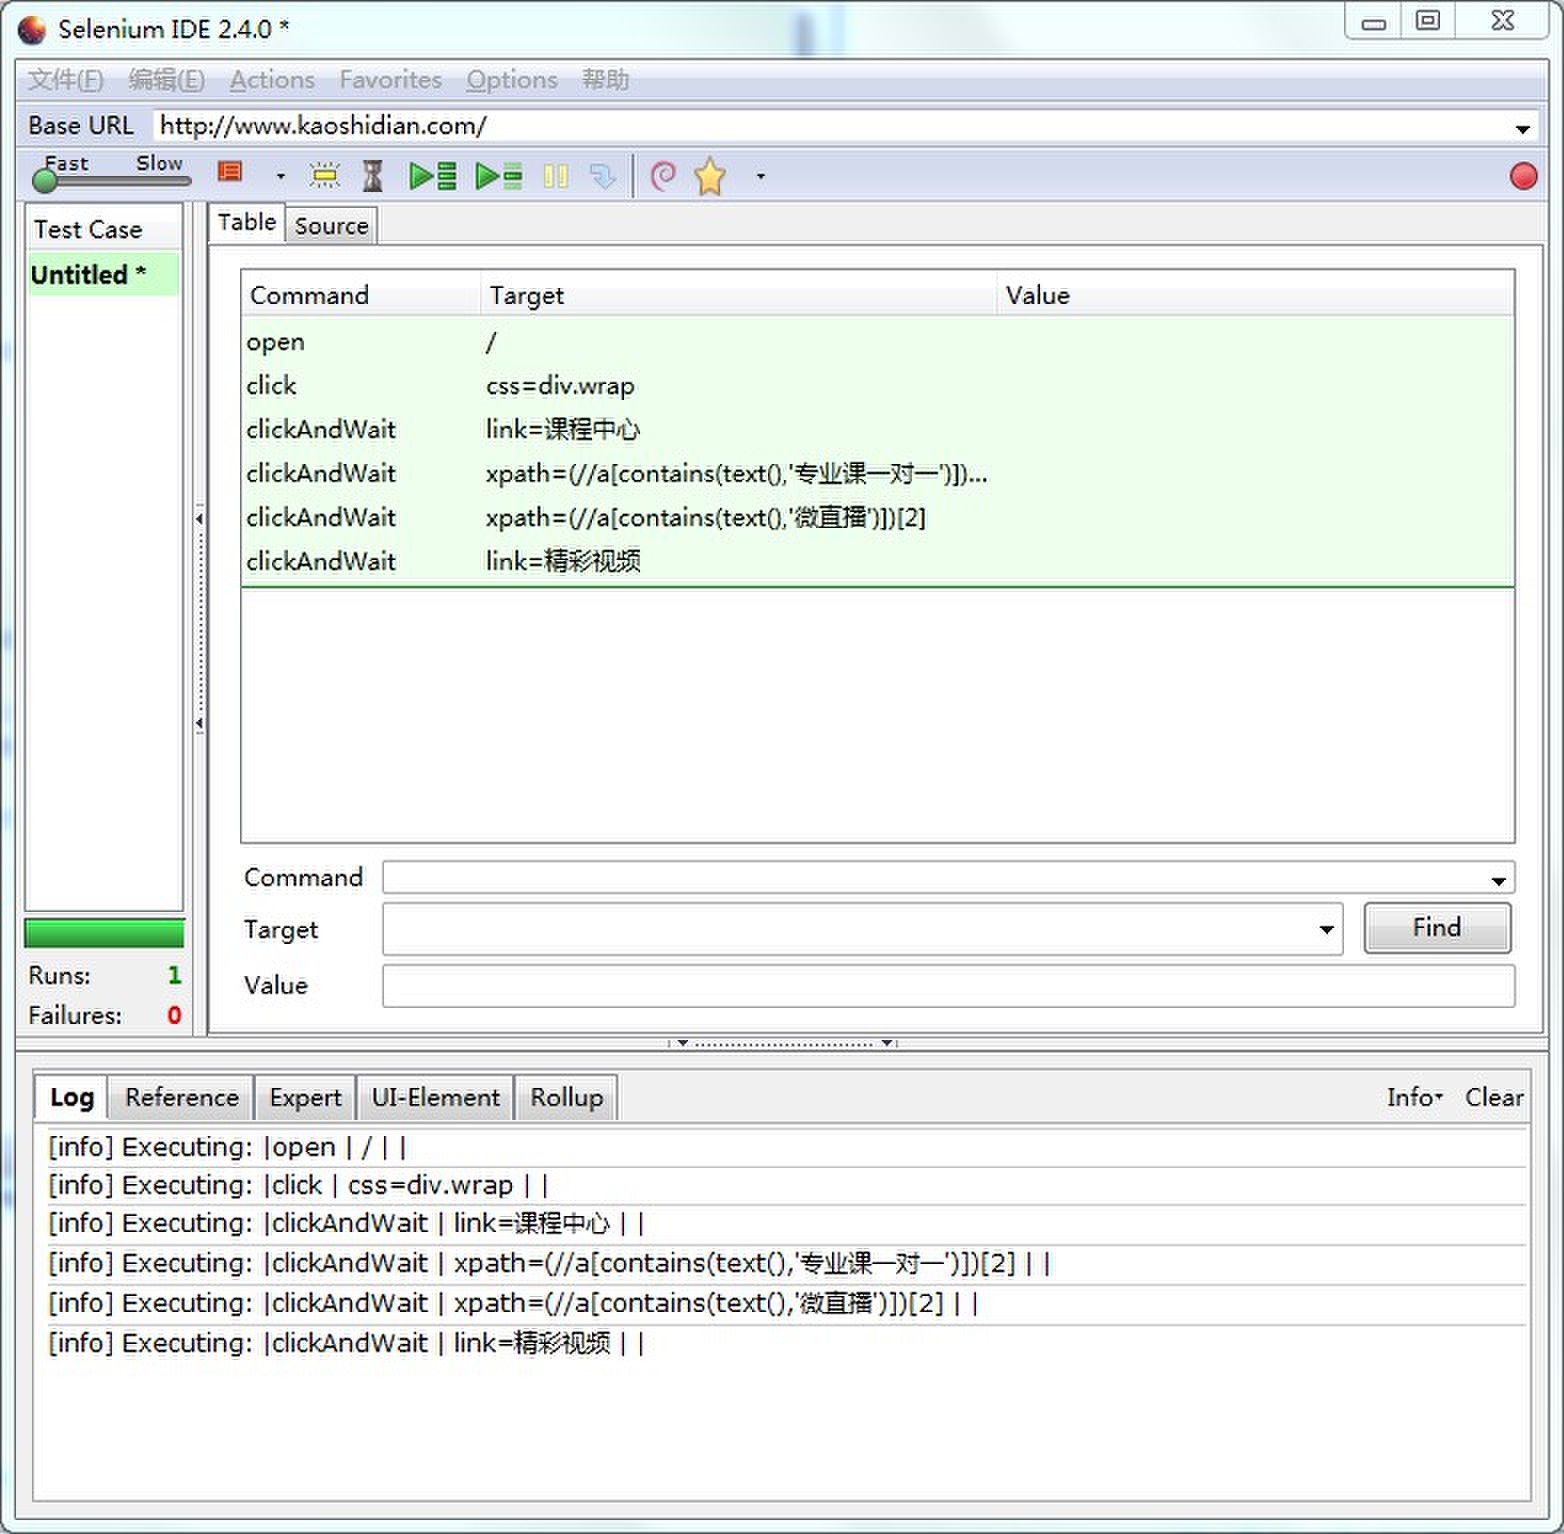 Selenium IDE 2.4.0 *
文件(F) 编辑(E) Actions Favorites Options 帮助
Base URL http://www.kaoshidian.com/
Fast Slow
Test Case
Untitled *
Table Source
Command Target Value
open /
click css=div.wrap
clickAndWait link=课程中心
clickAndWait xpath=(//a[contains(text(),'专业课一对一')])...
clickAndWait xpath=(//a[contains(text(),'微直播')])[2]
clickAndWait link=精彩视频
Command
Target Find
Value
Runs: 1
Failures: 0
Log Reference Expert UI-Element Rollup Info Clear
[info] Executing: |open | / | |
[info] Executing: |click | css=div.wrap | |
[info] Executing: |clickAndWait | link=课程中心 | |
[info] Executing: |clickAndWait | xpath=(//a[contains(text(),'专业课一对一')])[2] | |
[info] Executing: |clickAndWait | xpath=(//a[contains(text(),'微直播')])[2] | |
[info] Executing: |clickAndWait | link=精彩视频 | |